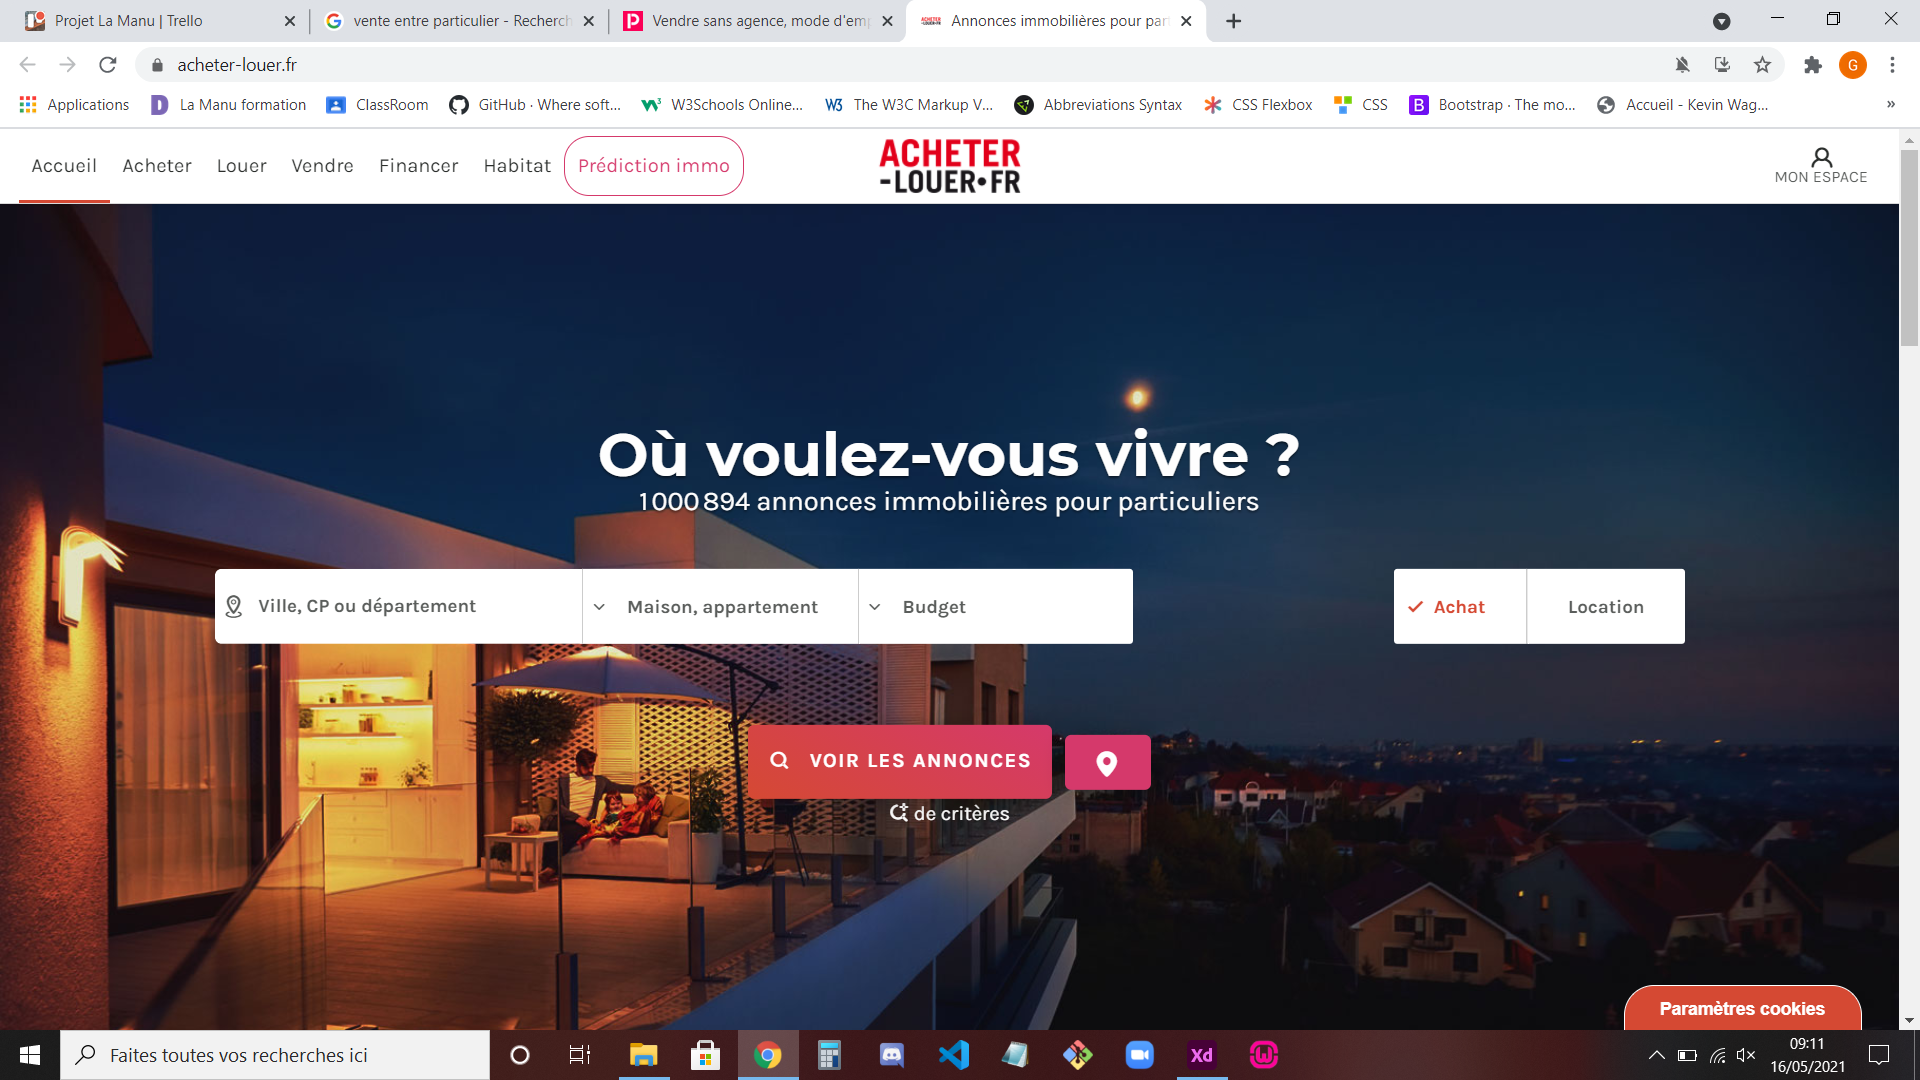 Projet La Manu | Trello
vente entre particulier - Recherch
Vendre sans agence, mode d'emp
Annonces immobilières pour part
acheter-louer.fr
G
Applications
La Manu formation
ClassRoom
GitHub · Where soft...
W3Schools Online...
The W3C Markup V...
Abbreviations Syntax
CSS Flexbox
CSS
Bootstrap · The mo...
Accueil - Kevin Wag...
»
Accueil
Acheter
Louer
Vendre
Financer
Habitat
Prédiction immo
ACHETER
-LOUER•FR
MON ESPACE
Où voulez-vous vivre ?
1 000 894 annonces immobilières pour particuliers
Ville, CP ou département
Maison, appartement
Budget
Achat
Location
VOIR LES ANNONCES
de critères
Paramètres cookies
Faites toutes vos recherches ici
Xd
09:11
16/05/2021